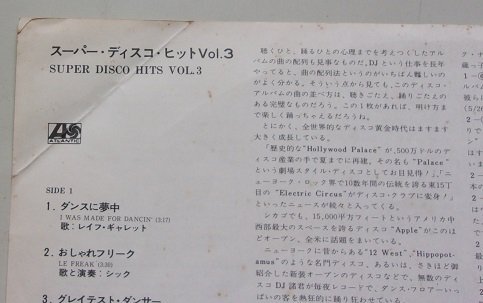 スーパー・ディスコ・ヒット Vol.3
SUPER DISCO HITS VOL.3
ATLANTIC
SIDE 1
1. ダンスに夢中
I WAS MADE FOR DANCIN' (3:17)
歌:レイフ・ギャレット
2. おしゃれフリーク
LE FREAK (3:30)
歌と演奏:シック
3. グレイテスト・ダンサー
聴くひと、踊るひとの心理までを考えつくしたアル
バムの曲の配列も見事なものだ。DJという仕事を長年
やってると、曲の配列法というのがいちばん難しいの
がよく分かる。そういう点から見ても、このディスコ・
アルバムの曲の並べ方は、聴きごたえ、踊りごたえの
ある完璧なものだろう。この1枚があれば、明け方ま
で楽しく踊っちゃえるだろうね。
とにかく、全世界的なディスコ黄金時代はますます
大きく成長している。
「歴史的な"Hollywood Palace"が、500万ドルのデ
ィスコ産業の手で夏までに再建。その名も"Palace"
という劇場スタイル・ディスコとしてお目見得!」、「ニ
ューヨーク・ロック界で10数年間の伝統を誇る東15丁
目の"Electric Circus"がディスコ・クラブに変身!」
といったニュースが続々と入ってくる。
シカゴでも、15,000平方フィートというアメリカ中
西部最大のスペースを誇るディスコ"Apple"がこのほ
どオープン、全米に話題をまいている。
ニューヨークに昔からある"12 West"、"Hippopot-
amus"のような名門ディスコ、あるいは、さきほど御
紹介した新装オープンのディスコなどで、無数のディ
スコDJ諸君が毎夜レコードで、ダンス・フロアーいっ
ぱいの客を熱狂的に踊り狂わせている